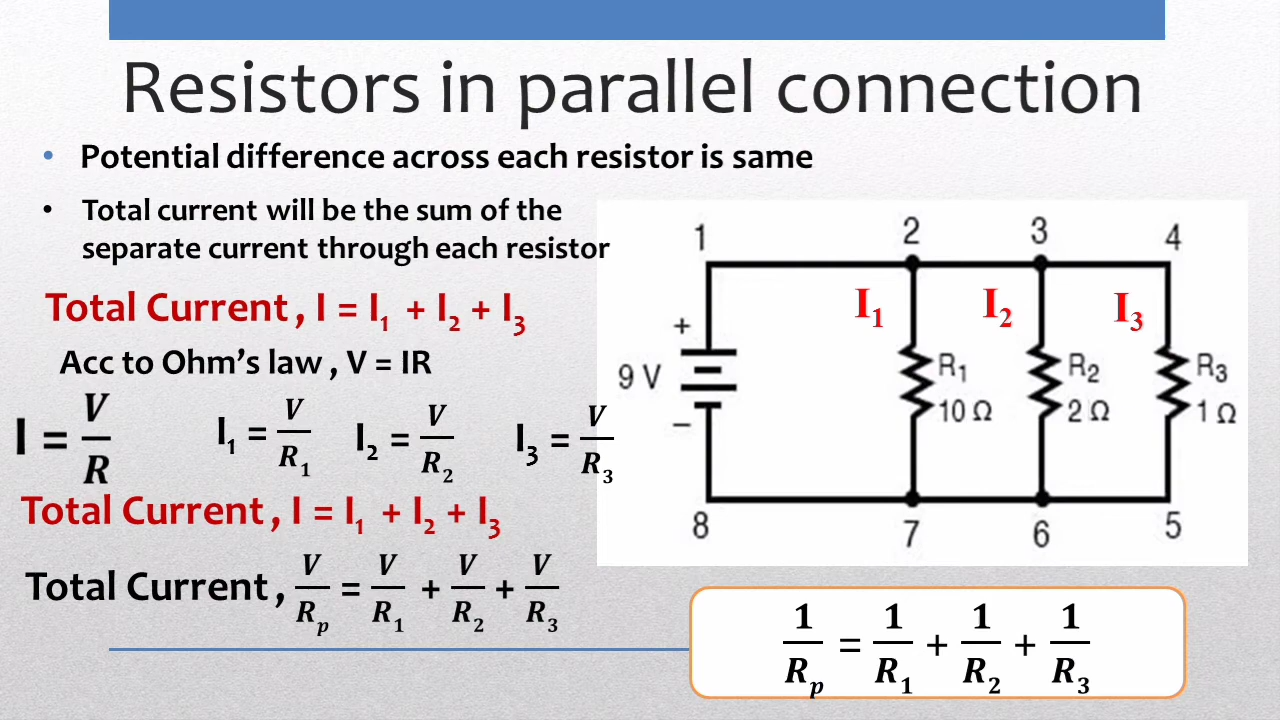 Resistors in parallel connection
• Potential difference across each resistor is same
• Total current will be the sum of the
separate current through each resistor
Total Current , I = I₁ + I₂ + I₃
Acc to Ohm’s law , V = IR
I = V/R   I₁ = V/R₁   I₂ = V/R₂   I₃ = V/R₃
Total Current , I = I₁ + I₂ + I₃
Total Current , V/Rₚ = V/R₁ + V/R₂ + V/R₃
1 2 3 4
I₁ I₂ I₃
+
9 V
−
R₁ R₂ R₃
10 Ω 2 Ω 1 Ω
8 7 6 5
1/Rₚ = 1/R₁ + 1/R₂ + 1/R₃